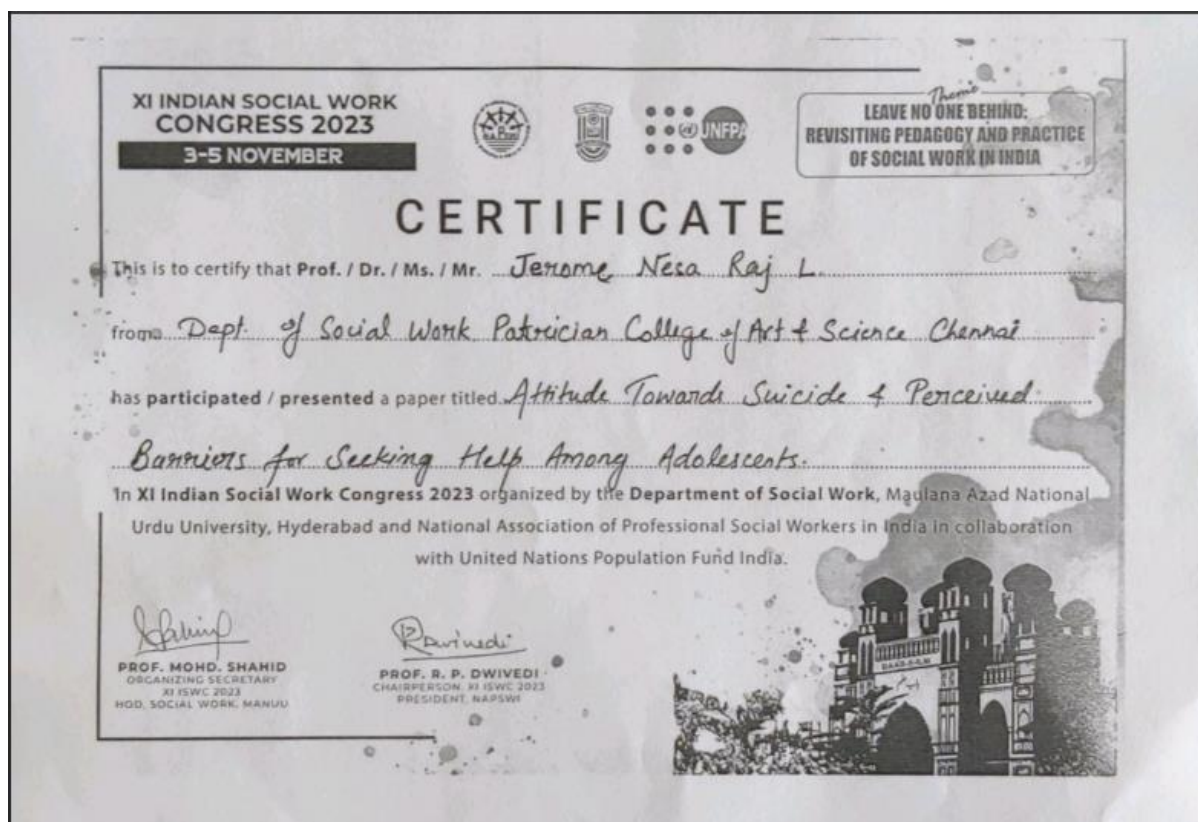 XI INDIAN SOCIAL WORK
CONGRESS 2023
3-5 NOVEMBER
UNFPA
Theme
LEAVE NO ONE BEHIND:
REVISITING PEDAGOGY AND PRACTICE
OF SOCIAL WORK IN INDIA
CERTIFICATE
This is to certify that Prof. / Dr. / Ms. / Mr. Jerome Nesa Raj L.
from Dept. of Social Work Patrician College of Art & Science Chennai
has participated / presented a paper titled Attitude Towards Suicide & Perceived
Barriers for Seeking Help Among Adolescents.
In XI Indian Social Work Congress 2023 organized by the Department of Social Work, Maulana Azad National
Urdu University, Hyderabad and National Association of Professional Social Workers in India in collaboration
with United Nations Population Fund India.
RDwivedi
PROF. MOHD. SHAHID
ORGANIZING SECRETARY
XI ISWC 2023
HOD, SOCIAL WORK, MANUU
PROF. R. P. DWIVEDI
CHAIRPERSON, XI ISWC 2023
PRESIDENT, NAPSWI